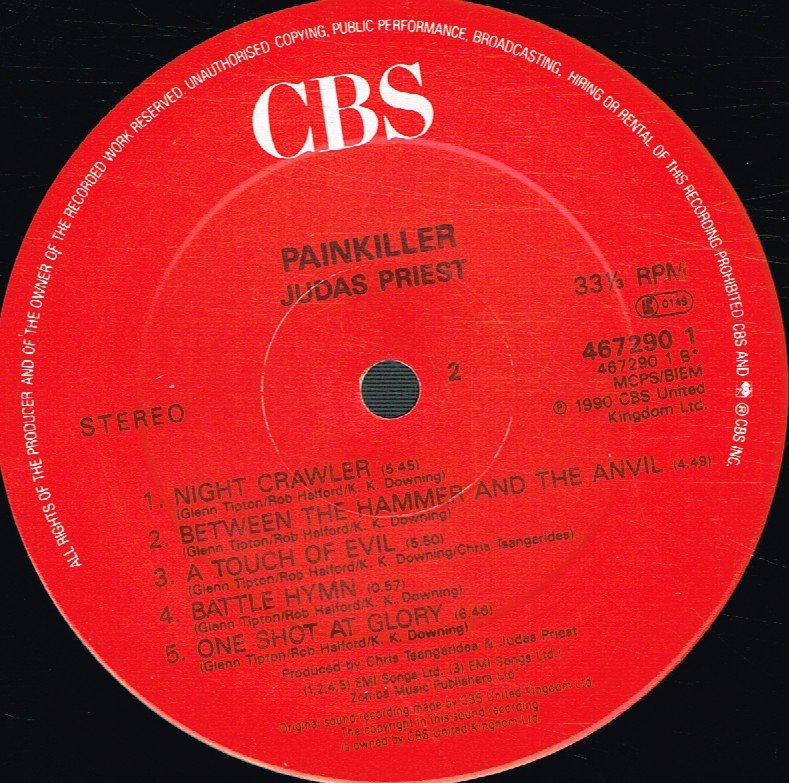 ALL RIGHTS OF THE PRODUCER AND OF THE OWNER OF THE RECORDED WORK RESERVED. UNAUTHORISED COPYING, PUBLIC PERFORMANCE, BROADCASTING, HIRING OR RENTAL OF THIS RECORDING PROHIBITED CBS AND ® CBS INC.
CBS
PAINKILLER
JUDAS PRIEST
33⅓ RPM
LC 0149
467290 1
467290 1 B*
MCPS/BIEM
℗ 1990 CBS United
Kingdom Ltd.
2
STEREO
1. NIGHT CRAWLER (5.45)
(Glenn Tipton/Rob Halford/K. K. Downing)
2. BETWEEN THE HAMMER AND THE ANVIL (4.49)
(Glenn Tipton/Rob Halford/K. K. Downing)
3. A TOUCH OF EVIL (5.50)
(Glenn Tipton/Rob Halford/K. K. Downing/Chris Tsangarides)
4. BATTLE HYMN (0.57)
(Glenn Tipton/Rob Halford/K. K. Downing)
5. ONE SHOT AT GLORY (6.46)
(Glenn Tipton/Rob Halford/K. K. Downing)
Produced by Chris Tsangarides & Judas Priest
(1,2,4,5) EMI Songs Ltd. (3) EMI Songs Ltd./
Zomba Music Publishers Ltd
Original sound recording made by CBS United Kingdom Ltd.
The copyright in this sound recording
is owned by CBS United Kingdom Ltd.